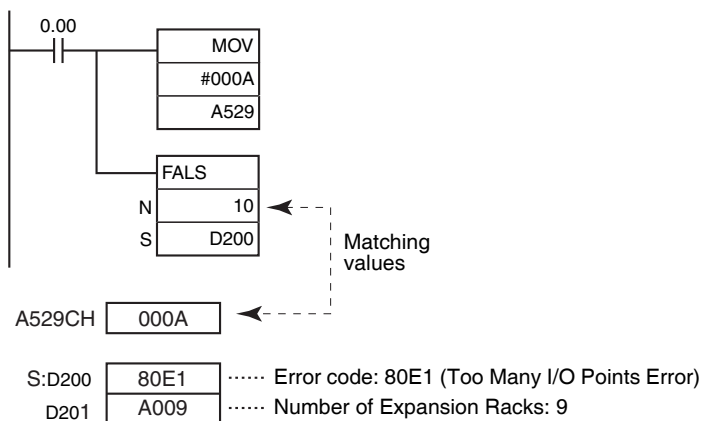 0.00
MOV
#000A
A529
FALS
N 10
S D200
Matching
values
A529CH 000A
S:D200 80E1 ······ Error code: 80E1 (Too Many I/O Points Error)
D201 A009 ······ Number of Expansion Racks: 9